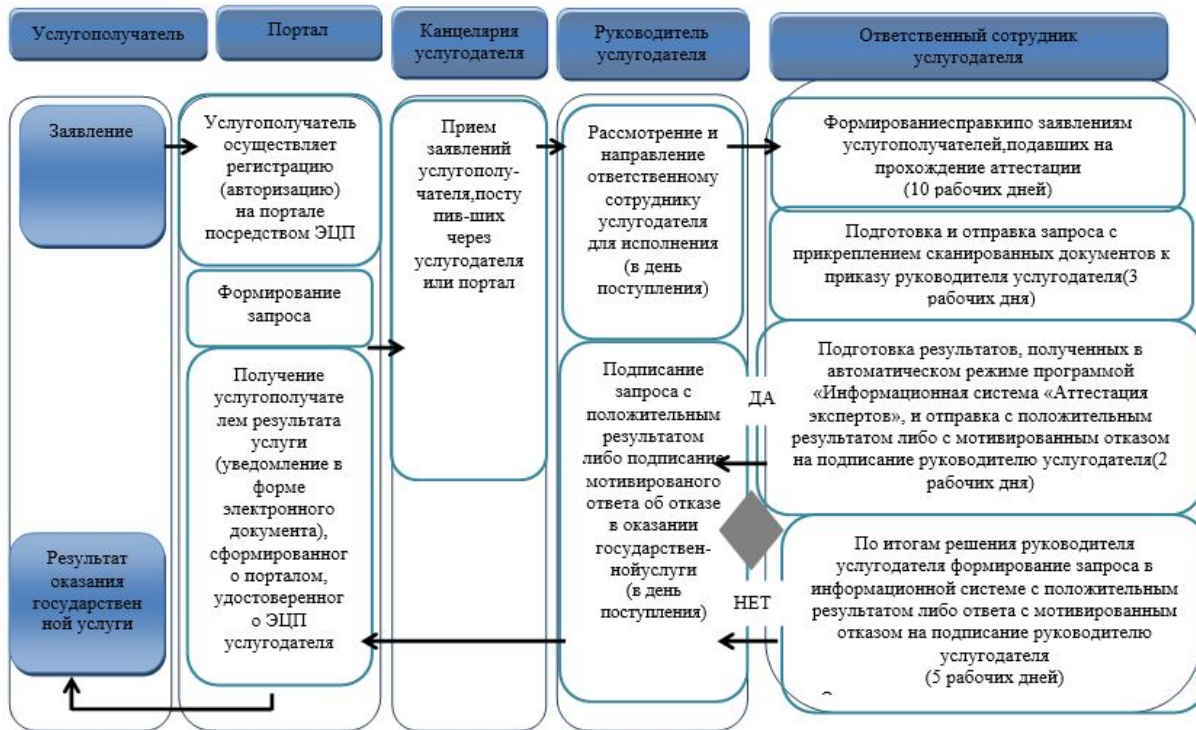 Услугополучатель
Портал
Канцелярия
услугодателя
Руководитель
услугодателя
Ответственный сотрудник
услугодателя
Заявление
Услугополучатель
осуществляет
регистрацию
(авторизацию)
на портале
посредством ЭЦП
Формирование
запроса
Получение
услугополучате
лем результата
услуги
(уведомление в
форме
электронного
документа),
сформированног
о порталом,
удостоверенног
о ЭЦП
услугодателя
Прием
заявлений
услугополу-
чателя,посту
пив-ших
через
услугодателя
или портал
Рассмотрение и
направление
ответственному
сотруднику
услугодателя
для исполнения
(в день
поступления)
Подписание
запроса с
положительным
результатом
либо подписание
мотивированого
ответа об отказе
в оказании
государствен-
нойуслуги
(в день
поступления)
Формированиесправкипо заявлениям
услугополучателей,подавших на
прохождение аттестации
(10 рабочих дней)
Подготовка и отправка запроса с
прикреплением сканированных документов к
приказу руководителя услугодателя(3
рабочих дня)
ДА
Подготовка результатов, полученных в
автоматическом режиме программой
«Информационная система «Аттестация
экспертов», и отправка с положительным
результатом либо с мотивированным отказом
на подписание руководителю услугодателя(2
рабочих дня)
НЕТ
По итогам решения руководителя
услугодателя формирование запроса в
информационной системе с положительным
результатом либо ответа с мотивированным
отказом на подписание руководителю
услугодателя
(5 рабочих дней)
Результат
оказания
государствен
ной услуги